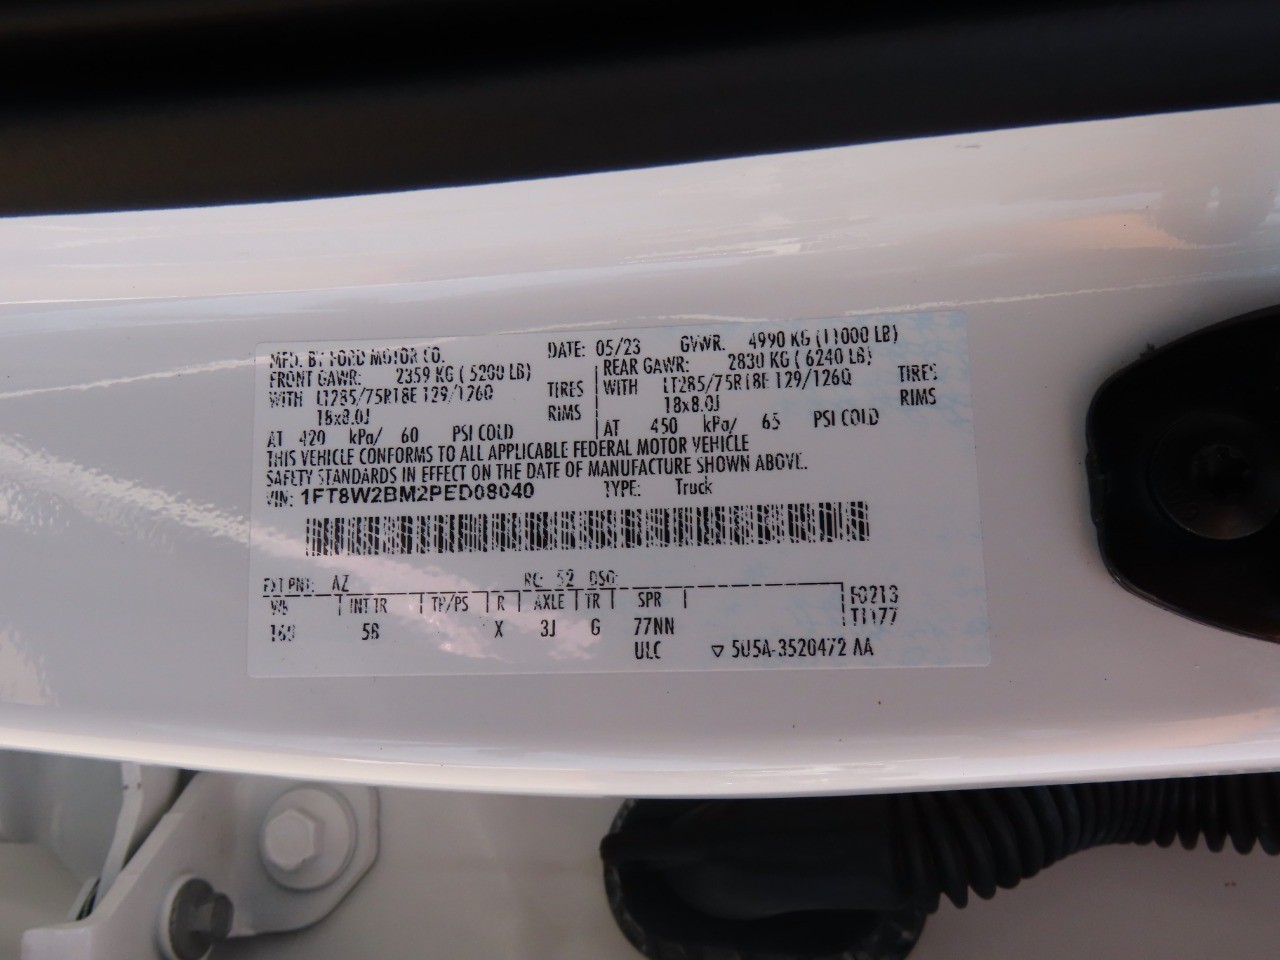 MFD. BY FORD MOTOR CO. DATE: 05/23 GVWR: 4990 KG (11000 LB)
FRONT GAWR: 2359 KG ( 5200 LB) REAR GAWR: 2830 KG ( 6240 LB)
WITH LT285/75R18E 129/126Q TIRES WITH LT285/75R18E 129/126Q TIRES
18x8.0J RIMS 18x8.0J RIMS
AT 420 kPa/ 60 PSI COLD AT 450 kPa/ 65 PSI COLD
THIS VEHICLE CONFORMS TO ALL APPLICABLE FEDERAL MOTOR VEHICLE
SAFETY STANDARDS IN EFFECT ON THE DATE OF MANUFACTURE SHOWN ABOVE.
VIN: 1FT8W2BM2PED08040 TYPE: Truck
EXT PNT: AZ RC: 52 DSO:
WB INT TR TP/PS R AXLE TR SPR F0213
160 5S X 3J G 77NN T1177
ULC ▽ 5U5A-3520472 AA